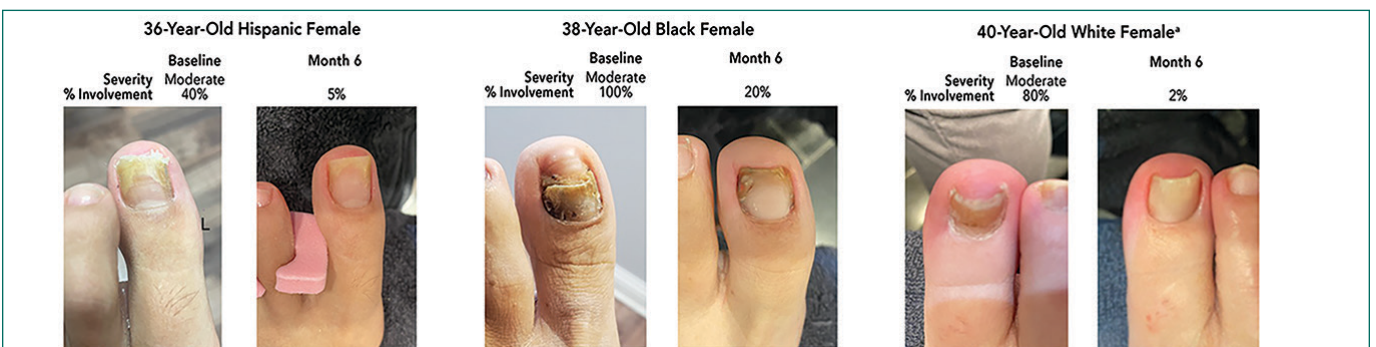 36-Year-Old Hispanic Female
Baseline
Month 6
Severity Moderate
% Involvement 40%
5%
L
38-Year-Old Black Female
Baseline
Month 6
Severity Moderate
% Involvement 100%
20%
40-Year-Old White Femaleᵃ
Baseline
Month 6
Severity Moderate
% Involvement 80%
2%